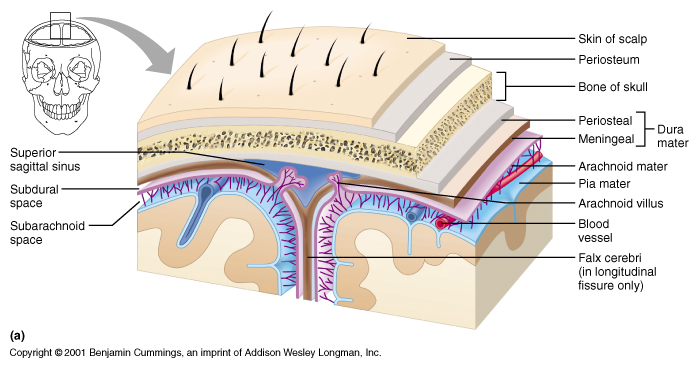 Skin of scalp
Periosteum
Bone of skull
Periosteal
Meningeal
Dura
mater
Arachnoid mater
Pia mater
Arachnoid villus
Blood
vessel
Falx cerebri
(in longitudinal
fissure only)
Superior
sagittal sinus
Subdural
space
Subarachnoid
space
(a)
Copyright © 2001 Benjamin Cummings, an imprint of Addison Wesley Longman, Inc.